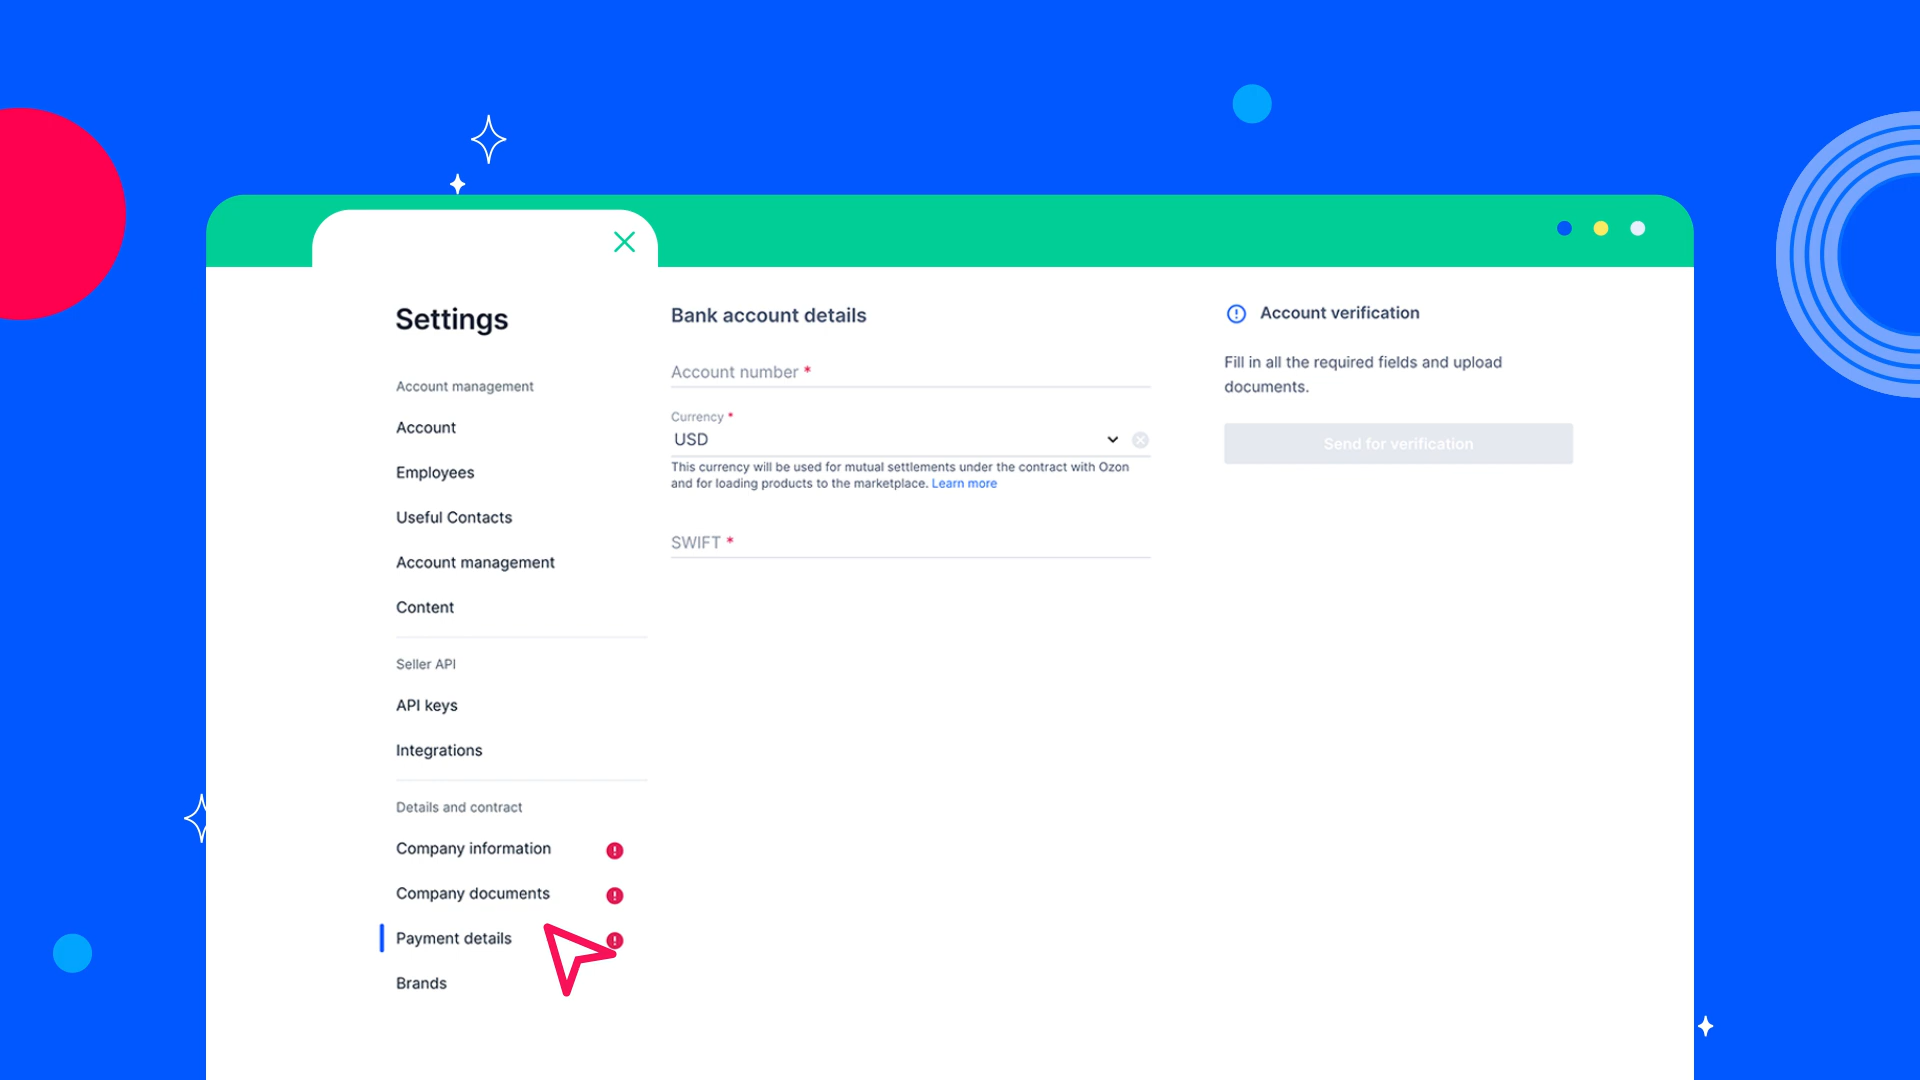 Settings
Account management
Account
Employees
Useful Contacts
Account management
Content
Seller API
API keys
Integrations
Details and contract
Company information
Company documents
Payment details
Brands
Bank account details
Account number *
Currency *
USD
This currency will be used for mutual settlements under the contract with Ozon
and for loading products to the marketplace. Learn more
SWIFT *
Account verification
Fill in all the required fields and upload
documents.
Send for verification